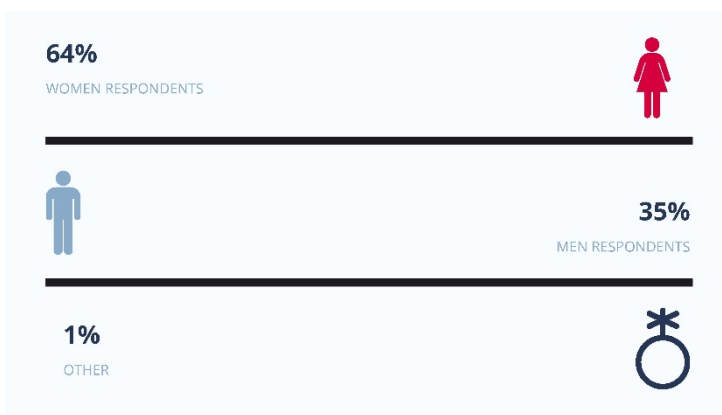 64%
WOMEN RESPONDENTS
35%
MEN RESPONDENTS
1%
OTHER